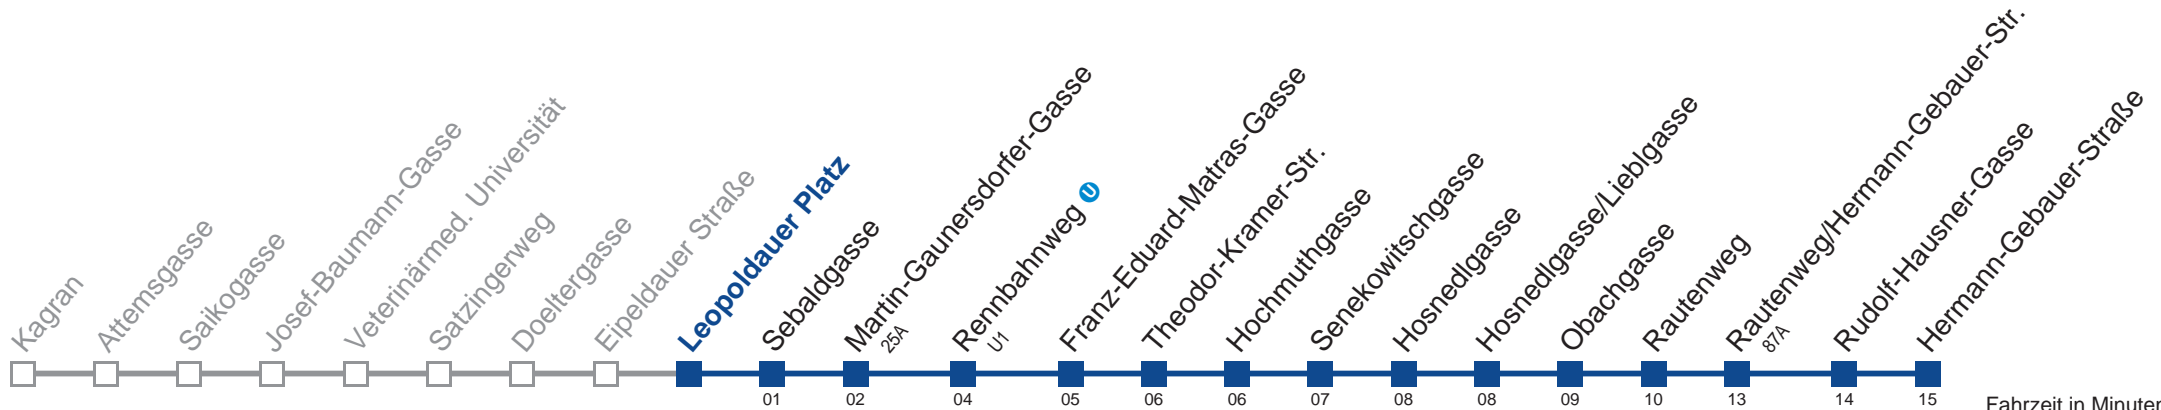 Kagran
Attemsgasse
Saikogasse
Josef-Baumann-Gasse
Veterinärmed. Universität
Satzingerweg
Doeltergasse
Eipeldauer Straße
Leopoldauer Platz
Sebaldgasse
Martin-Gaunersdorfer-Gasse
25A
Rennbahnweg U
U1
Franz-Eduard-Matras-Gasse
Theodor-Kramer-Str.
Hochmuthgasse
Senekowitschgasse
Hosnedlgasse
Hosnedlgasse/Lieblgasse
Obachgasse
Rautenweg
Rautenweg/Hermann-Gebauer-Str.
87A
Rudolf-Hausner-Gasse
Hermann-Gebauer-Straße
01 02 04 05 06 06 07 08 08 09 10 13 14 15
Fahrzeit in Minuten